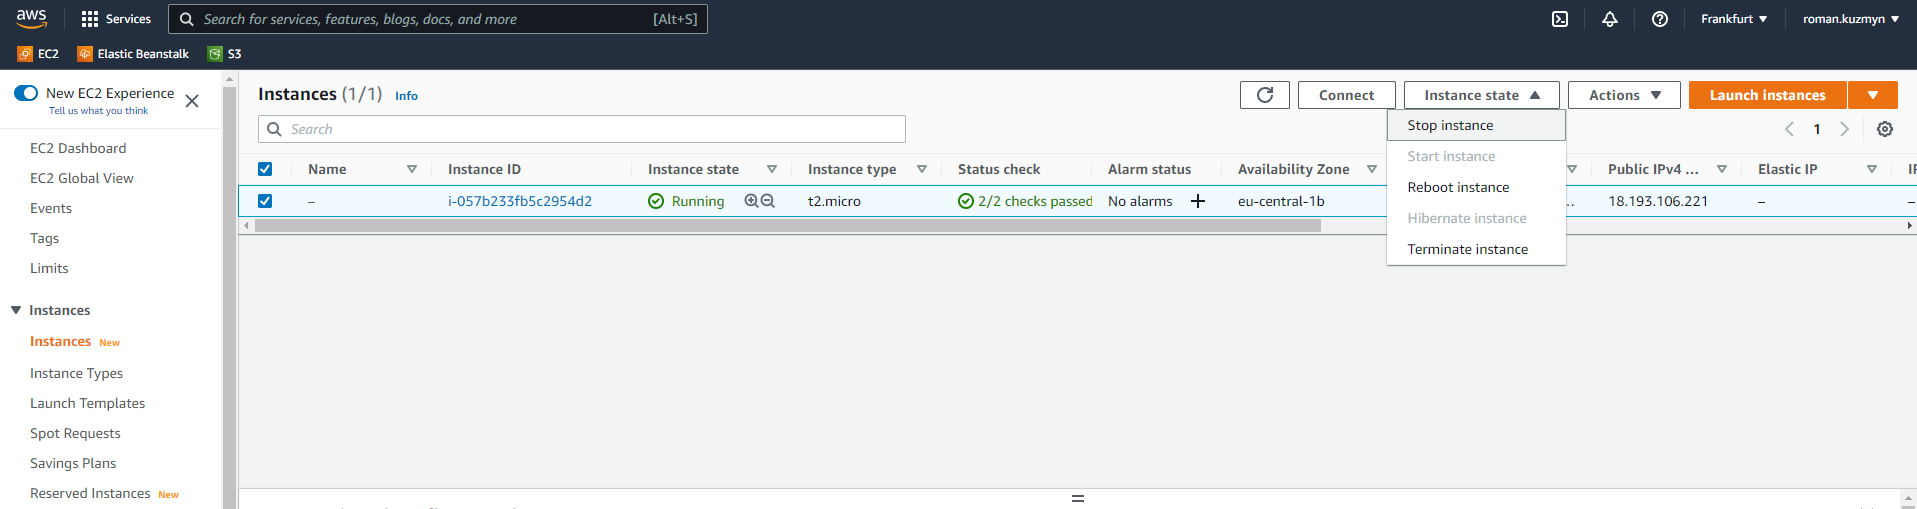 aws Services Search for services, features, blogs, docs, and more [Alt+S] Frankfurt roman.kuzmyn
EC2 Elastic Beanstalk S3
New EC2 Experience
Tell us what you think
EC2 Dashboard
EC2 Global View
Events
Tags
Limits
Instances
Instances New
Instance Types
Launch Templates
Spot Requests
Savings Plans
Reserved Instances New
Instances (1/1) Info Connect Instance state Actions Launch instances
Search
1
Stop instance
Start instance
Reboot instance
Hibernate instance
Terminate instance
Name Instance ID Instance state Instance type Status check Alarm status Availability Zone Public IPv4 ... Elastic IP
– i-057b233fb5c2954d2 Running t2.micro 2/2 checks passed No alarms eu-central-1b 18.193.106.221 – –